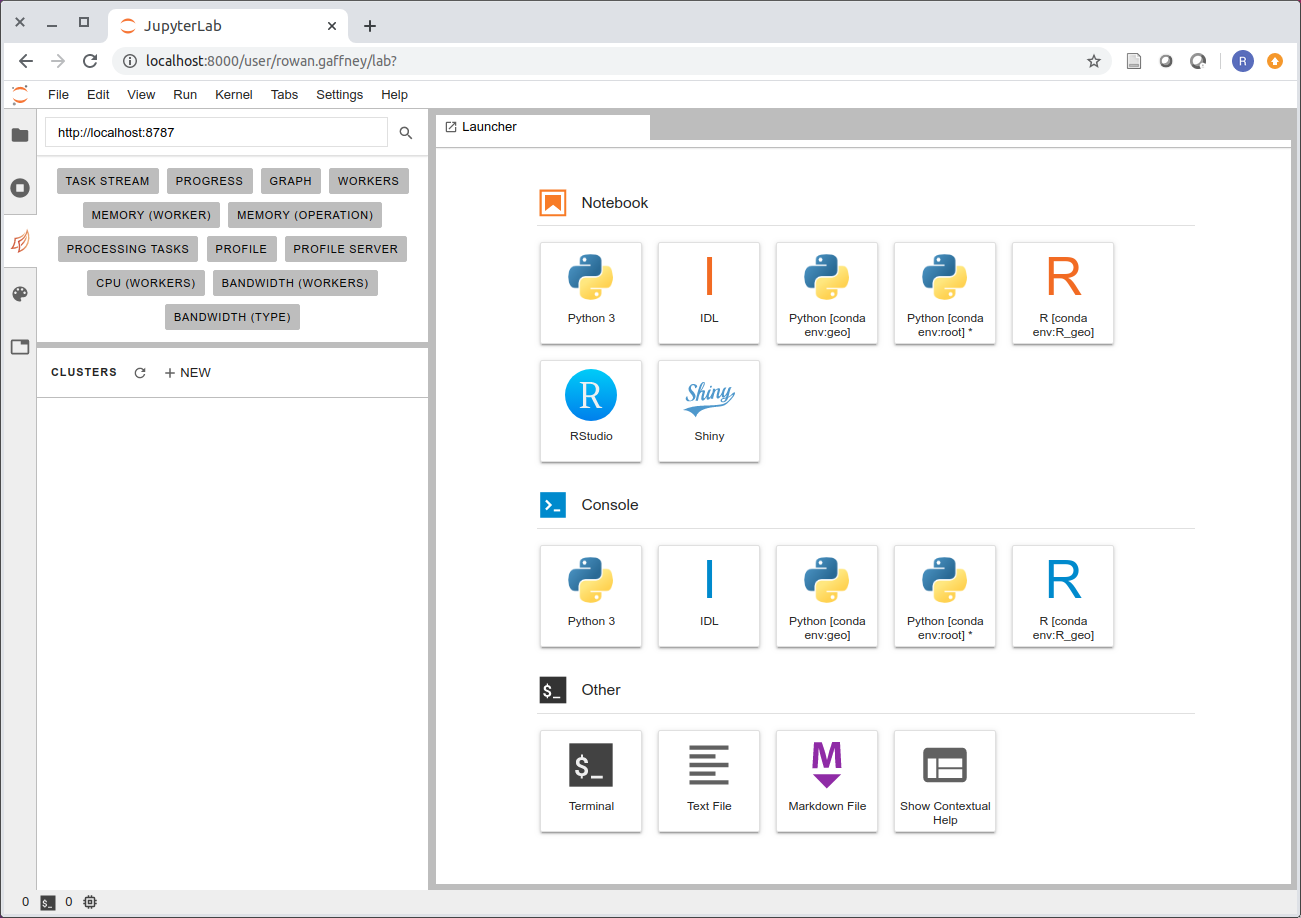 JupyterLab
localhost:8000/user/rowan.gaffney/lab?
R
File Edit View Run Kernel Tabs Settings Help
http://localhost:8787
TASK STREAM PROGRESS GRAPH WORKERS
MEMORY (WORKER) MEMORY (OPERATION)
PROCESSING TASKS PROFILE PROFILE SERVER
CPU (WORKERS) BANDWIDTH (WORKERS)
BANDWIDTH (TYPE)
CLUSTERS + NEW
Launcher
Notebook
Python 3
I
IDL
Python [conda
env:geo]
Python [conda
env:root] *
R
R [conda
env:R_geo]
R
RStudio
Shiny
Shiny
>_ Console
Python 3
I
IDL
Python [conda
env:geo]
Python [conda
env:root] *
R
R [conda
env:R_geo]
$_ Other
$_
Terminal
Text File
M
Markdown File
Show Contextual
Help
0 $_ 0